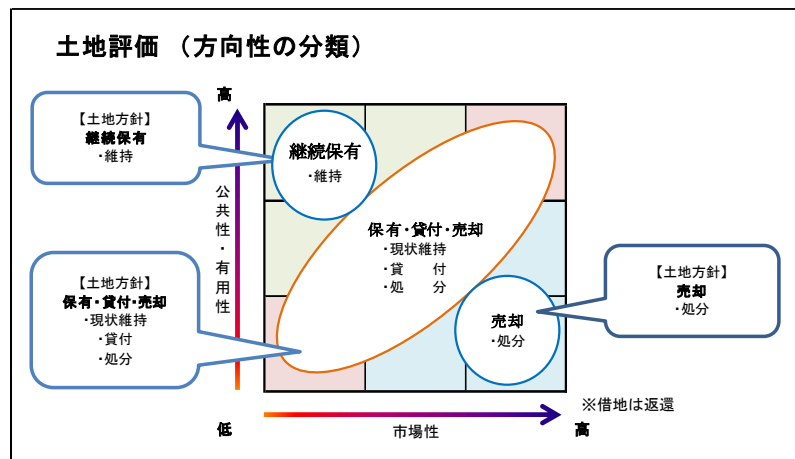 土地評価 （方向性の分類）
高
【土地方針】
継続保有
・維持
継続保有
・維持
公共性・有用性
保有・貸付・売却
・現状維持
・貸　　付
・処　　分
【土地方針】
保有・貸付・売却
・現状維持
・貸付
・処分
【土地方針】
売却
・処分
売却
・処分
※借地は返還
低
市場性
高